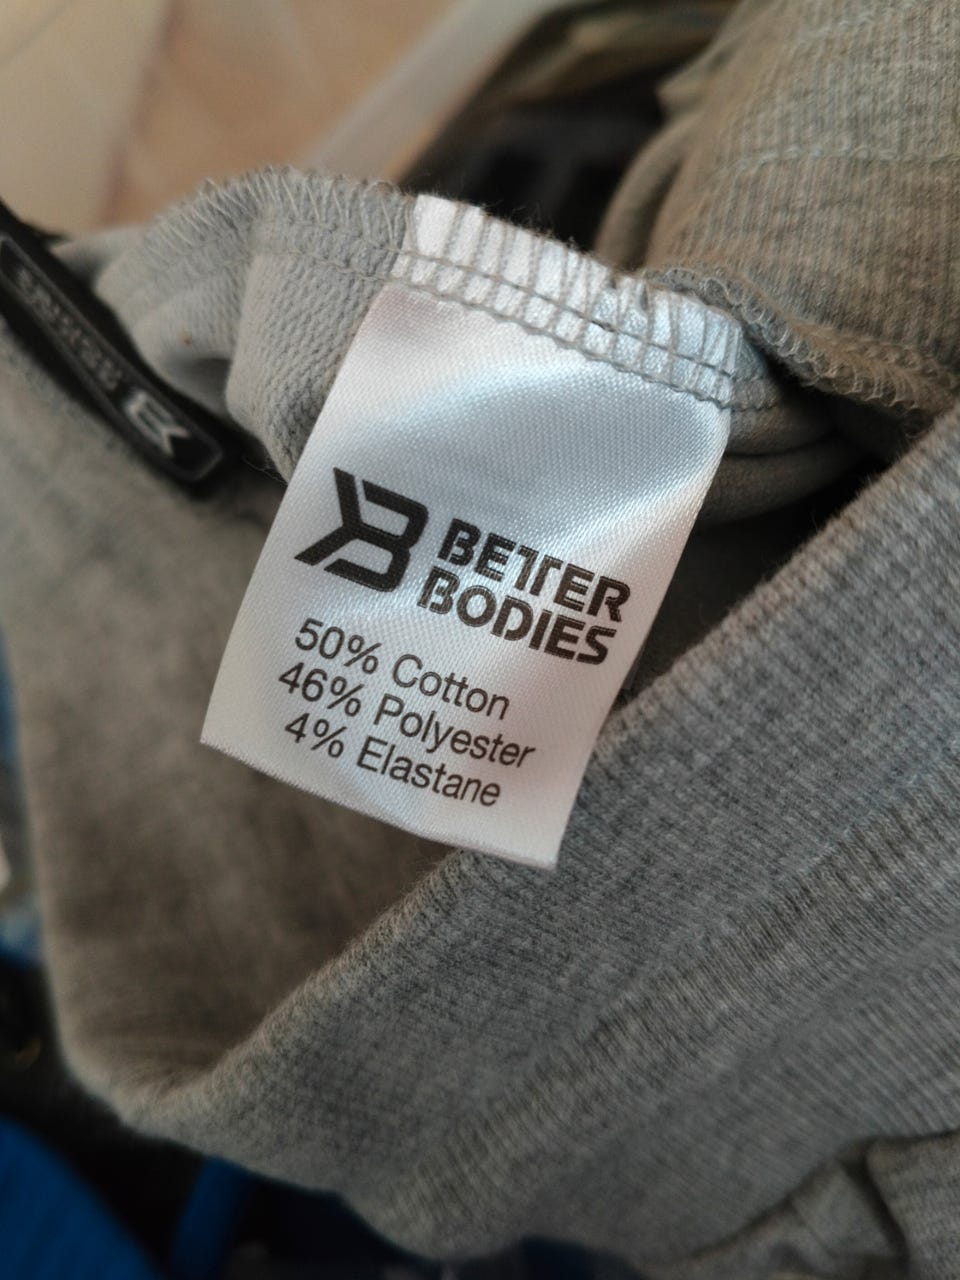 BETTER
BODIES
50% Cotton
46% Polyester
4% Elastane